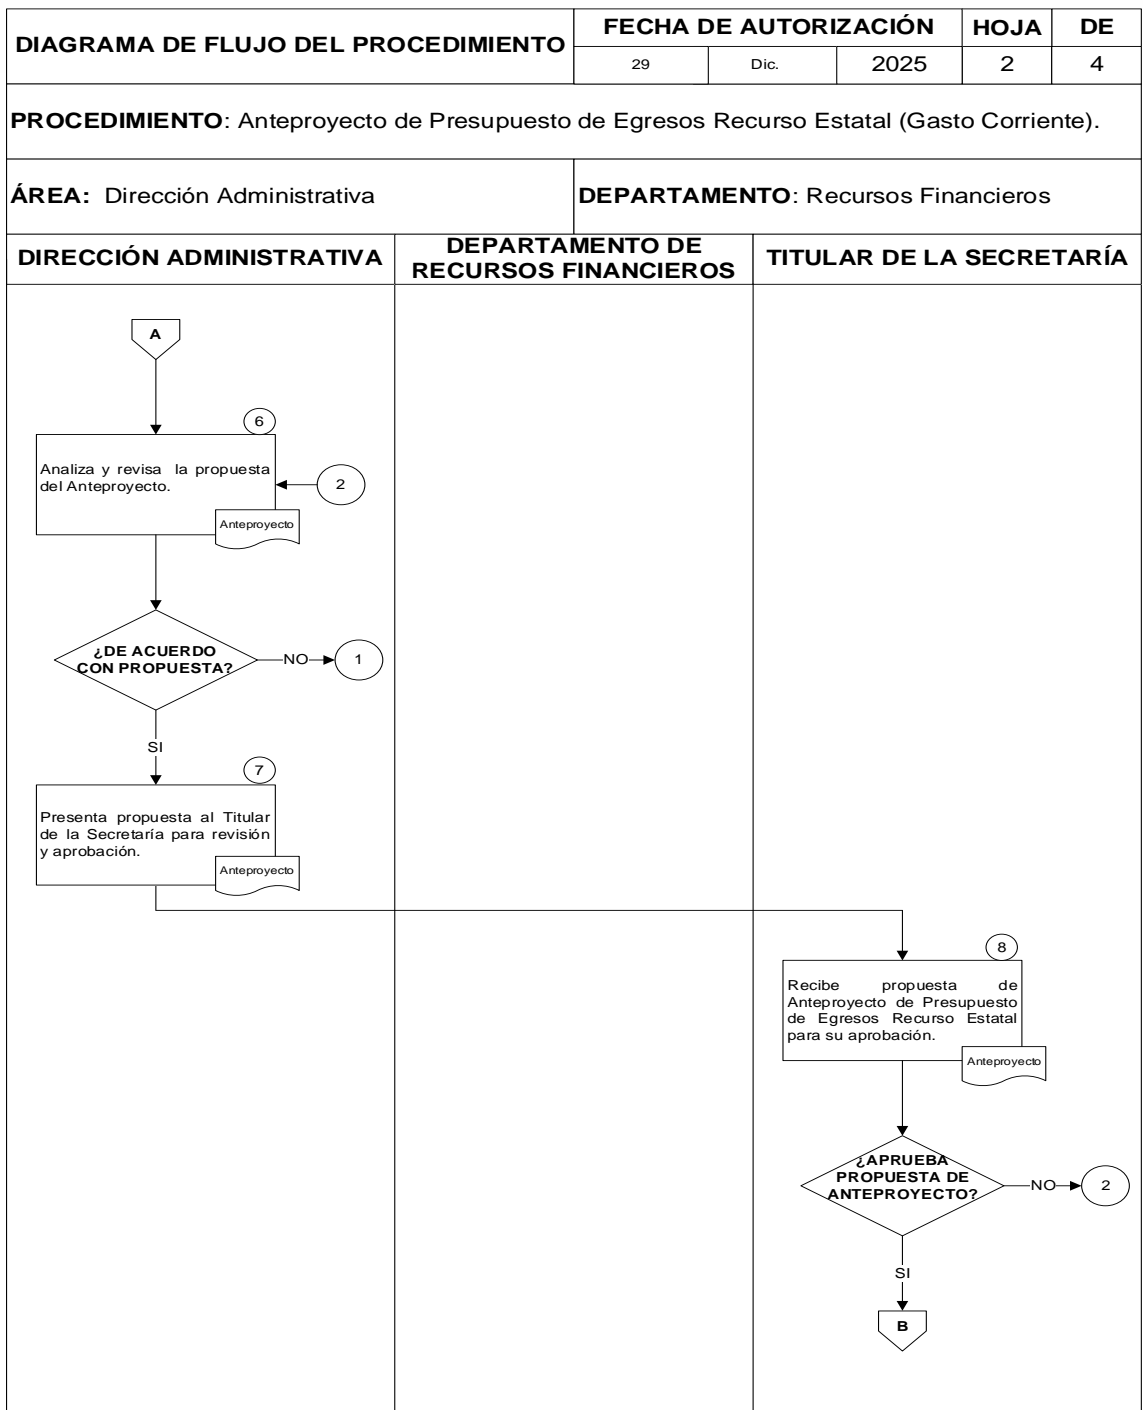 DIAGRAMA DE FLUJO DEL PROCEDIMIENTO
FECHA DE AUTORIZACIÓN
HOJA
DE
29
Dic.
2025
2
4
PROCEDIMIENTO: Anteproyecto de Presupuesto de Egresos Recurso Estatal (Gasto Corriente).
ÁREA: Dirección Administrativa
DEPARTAMENTO: Recursos Financieros
DIRECCIÓN ADMINISTRATIVA
DEPARTAMENTO DE
RECURSOS FINANCIEROS
TITULAR DE LA SECRETARÍA
A
6
Analiza y revisa la propuesta
del Anteproyecto.
2
Anteproyecto
¿DE ACUERDO
CON PROPUESTA?
NO
1
SI
7
Presenta propuesta al Titular
de la Secretaría para revisión
y aprobación.
Anteproyecto
8
Recibe propuesta de
Anteproyecto de Presupuesto
de Egresos Recurso Estatal
para su aprobación.
Anteproyecto
¿APRUEBA
PROPUESTA DE
ANTEPROYECTO?
NO
2
SI
B